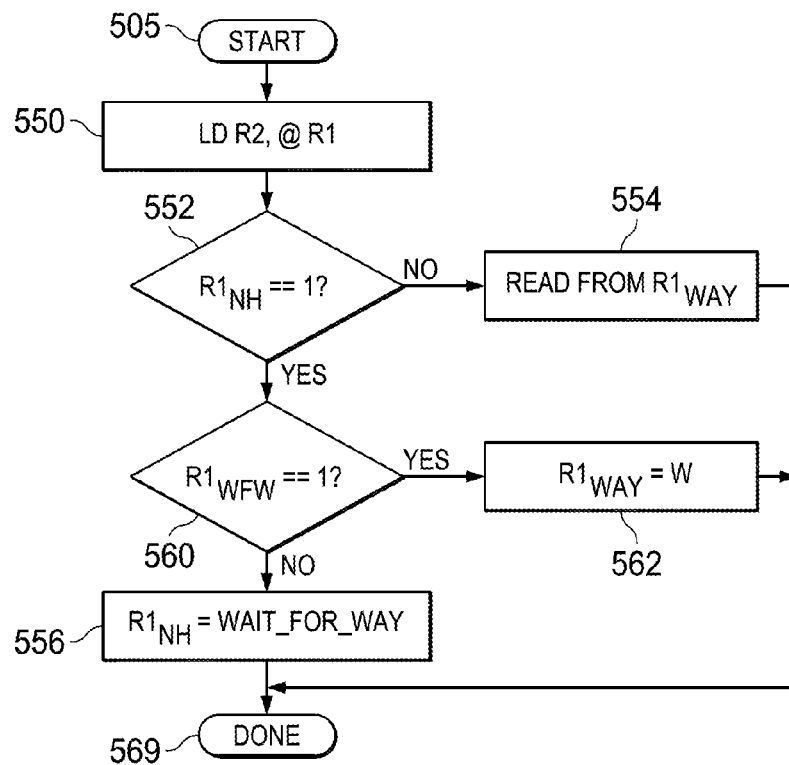 505
START
550
LD R2, @ R1
552
R1NH == 1?
NO
554
READ FROM R1WAY
YES
R1WFW == 1?
YES
R1WAY = W
560
562
NO
556
R1NH = WAIT_FOR_WAY
569
DONE